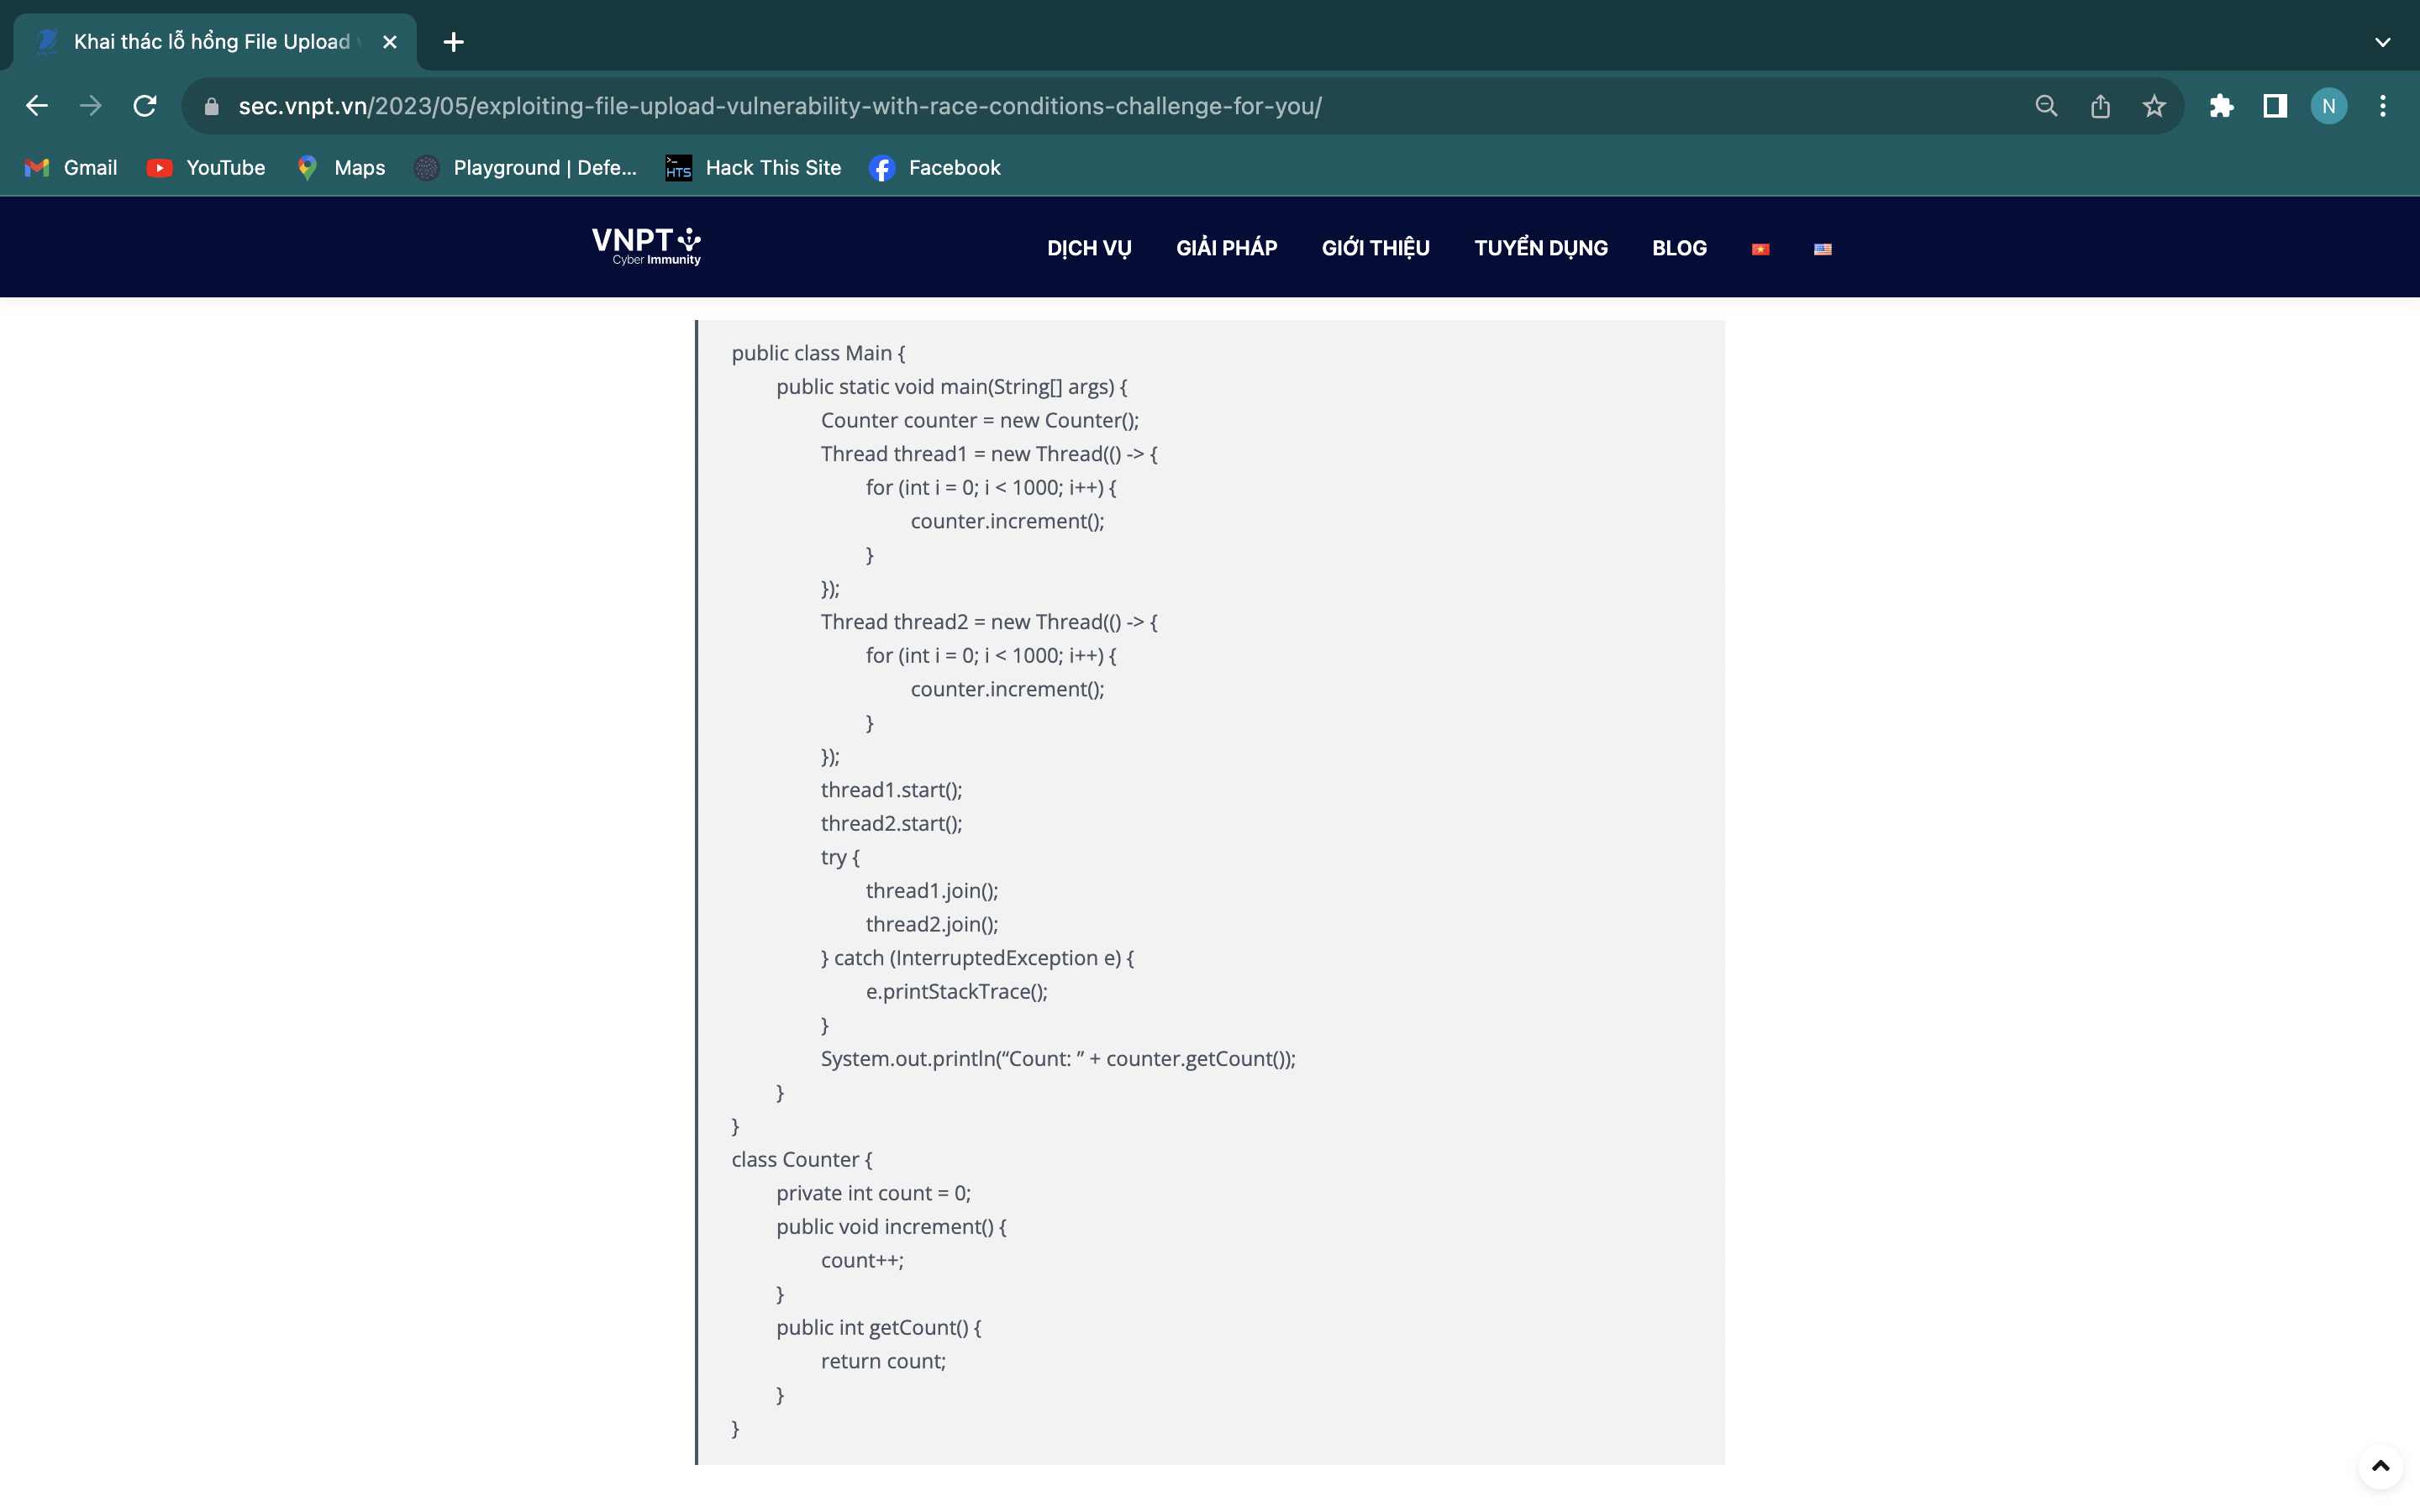 Khai thác lỗ hổng File Upload
sec.vnpt.vn/2023/05/exploiting-file-upload-vulnerability-with-race-conditions-challenge-for-you/
N
Gmail YouTube Maps Playground | Defe... >_ HTS Hack This Site Facebook
VNPT
Cyber Immunity
DỊCH VỤ GIẢI PHÁP GIỚI THIỆU TUYỂN DỤNG BLOG
public class Main {
public static void main(String[] args) {
Counter counter = new Counter();
Thread thread1 = new Thread(() -> {
for (int i = 0; i < 1000; i++) {
counter.increment();
}
});
Thread thread2 = new Thread(() -> {
for (int i = 0; i < 1000; i++) {
counter.increment();
}
});
thread1.start();
thread2.start();
try {
thread1.join();
thread2.join();
} catch (InterruptedException e) {
e.printStackTrace();
}
System.out.println(“Count: ” + counter.getCount());
}
}
class Counter {
private int count = 0;
public void increment() {
count++;
}
public int getCount() {
return count;
}
}